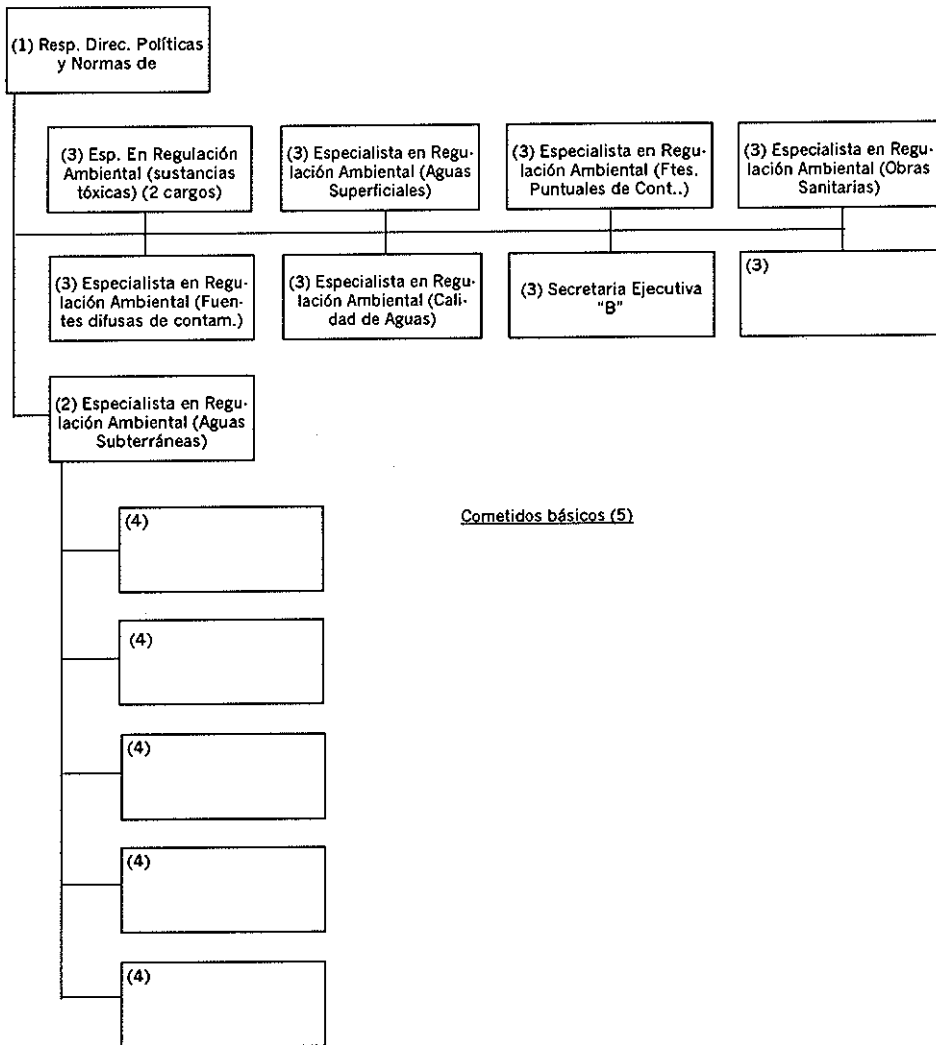 (1) Resp. Direc. Políticas
y Normas de
(3) Esp. En Regulación
Ambiental (sustancias
tóxicas) (2 cargos)
(3) Especialista en Regu-
lación Ambiental (Aguas
Superficiales)
(3) Especialista en Regu-
lación Ambiental (Ftes.
Puntuales de Cont..)
(3) Especialista en Regu-
lación Ambiental (Obras
Sanitarias)
(3) Especialista en Regu-
lación Ambiental (Fuen-
tes difusas de contam.)
(3) Especialista en Regu-
lación Ambiental (Cali-
dad de Aguas)
(3) Secretaria Ejecutiva
"B"
(3)
(2) Especialista en Regu-
lación Ambiental (Aguas
Subterráneas)
(4)
Cometidos básicos (5)
(4)
(4)
(4)
(4)